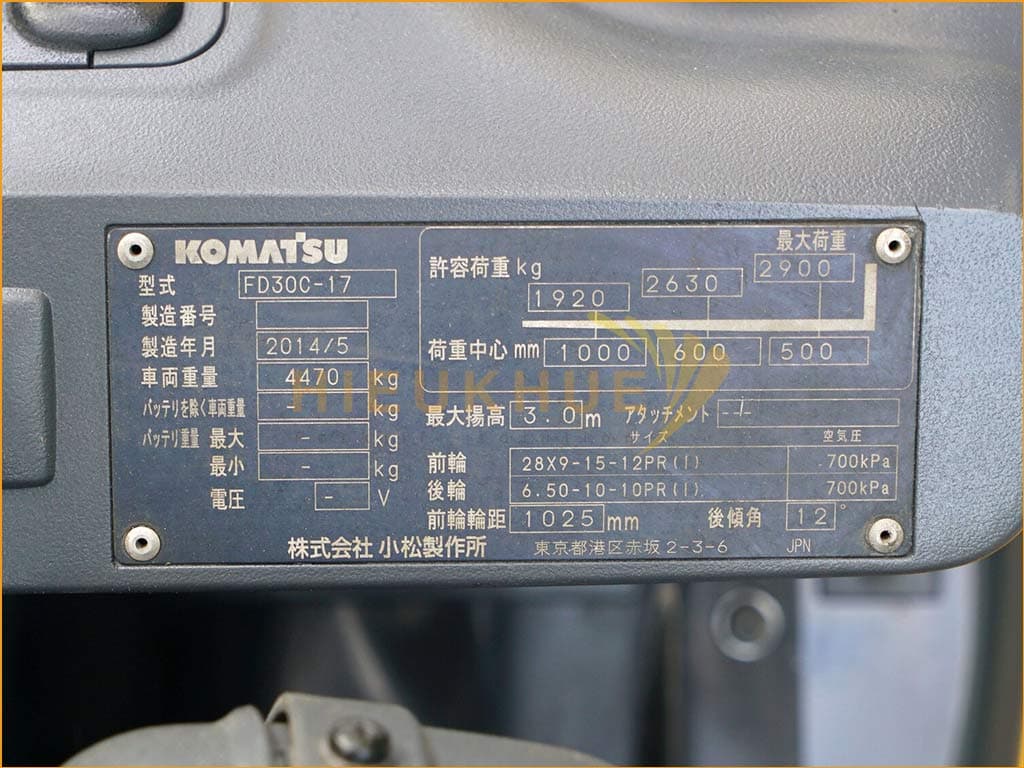 KOMATSU
型式 FD30C-17
製造番号
製造年月 2014/5
車両重量 4470 kg
バッテリを除く車両重量 - kg
バッテリ重量 最大 - kg
最小 - kg
電圧 - V
最大荷重
許容荷重 kg 1920 2630 2900
荷重中心 mm 1000 600 500
最大揚高 3.0 m アタッチメント --/--
サイズ 空気圧
前輪 28X9-15-12PR(I) 700kPa
後輪 6.50-10-10PR(I) 700kPa
前輪輪距 1025 mm 後傾角 12°
株式会社 小松製作所 東京都港区赤坂2-3-6 JPN
HIFUKHUE